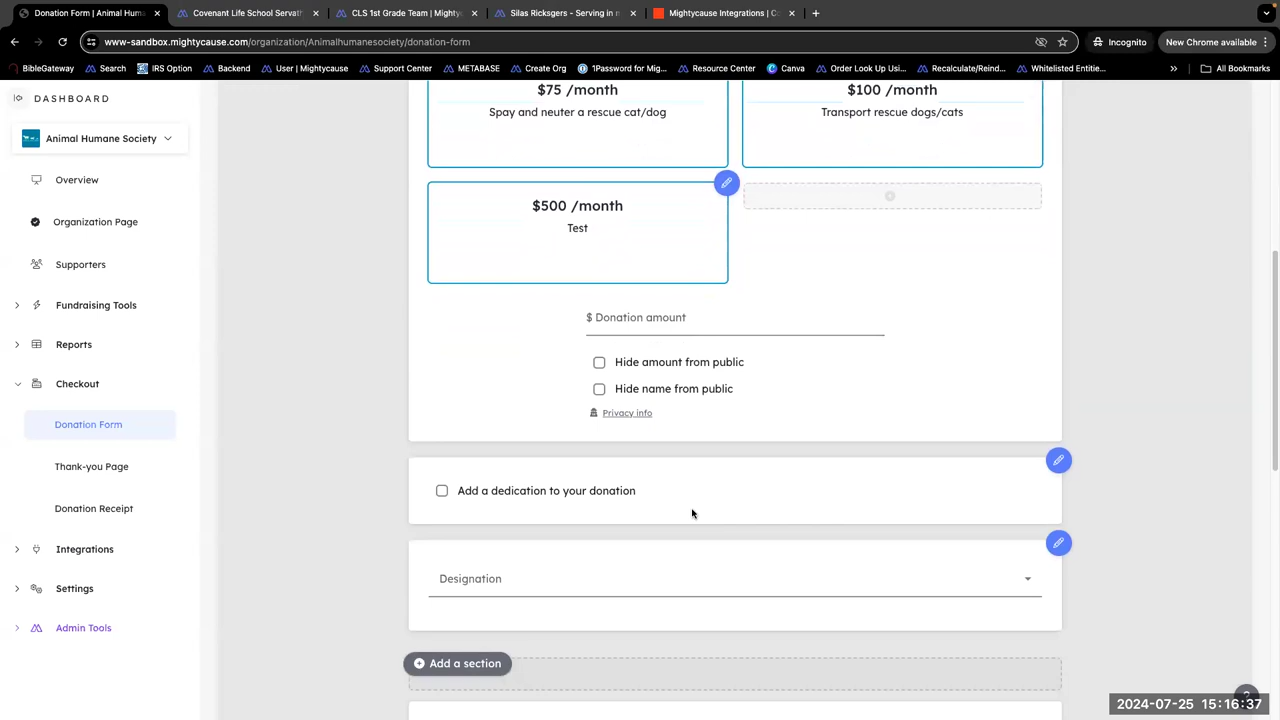 Donation Form | Animal Hum
Covenant Life School Servath
CLS 1st Grade Team | Mighty
Silas Ricksgers - Serving in n
Mightycause Integrations | C
www-sandbox.mightycause.com/organization/Animalhumanesociety/donation-form
Incognito
New Chrome available
BibleGateway
Search
IRS Option
Backend
User | Mightycause
Support Center
METABASE
Create Org
1Password for Mig...
Resource Center
Canva
Order Look Up Usi...
Recalculate/Reind...
Whitelisted Entitie...
»
All Bookmarks
DASHBOARD
Animal Humane Society
Overview
Organization Page
Supporters
Fundraising Tools
Reports
Checkout
Donation Form
Thank-you Page
Donation Receipt
Integrations
Settings
Admin Tools
$75 /month
Spay and neuter a rescue cat/dog
$100 /month
Transport rescue dogs/cats
$500 /month
Test
$ Donation amount
Hide amount from public
Hide name from public
Privacy info
Add a dedication to your donation
Designation
Add a section
2024-07-25 15:16:37